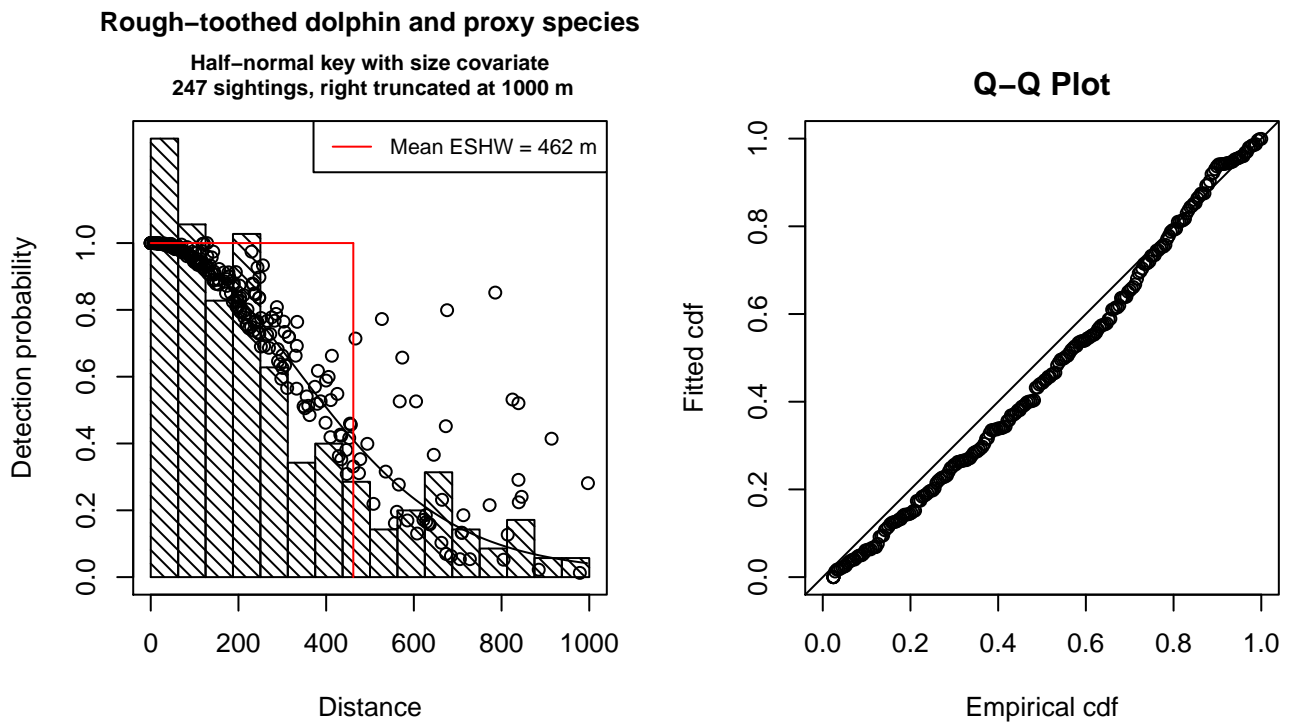 Rough−toothed dolphin and proxy species
Half−normal key with size covariate
247 sightings, right truncated at 1000 m
Mean ESHW = 462 m
Detection probability
0.0 0.2 0.4 0.6 0.8 1.0
0 200 400 600 800 1000
Distance
Q−Q Plot
Fitted cdf
0.0 0.2 0.4 0.6 0.8 1.0
0.0 0.2 0.4 0.6 0.8 1.0
Empirical cdf